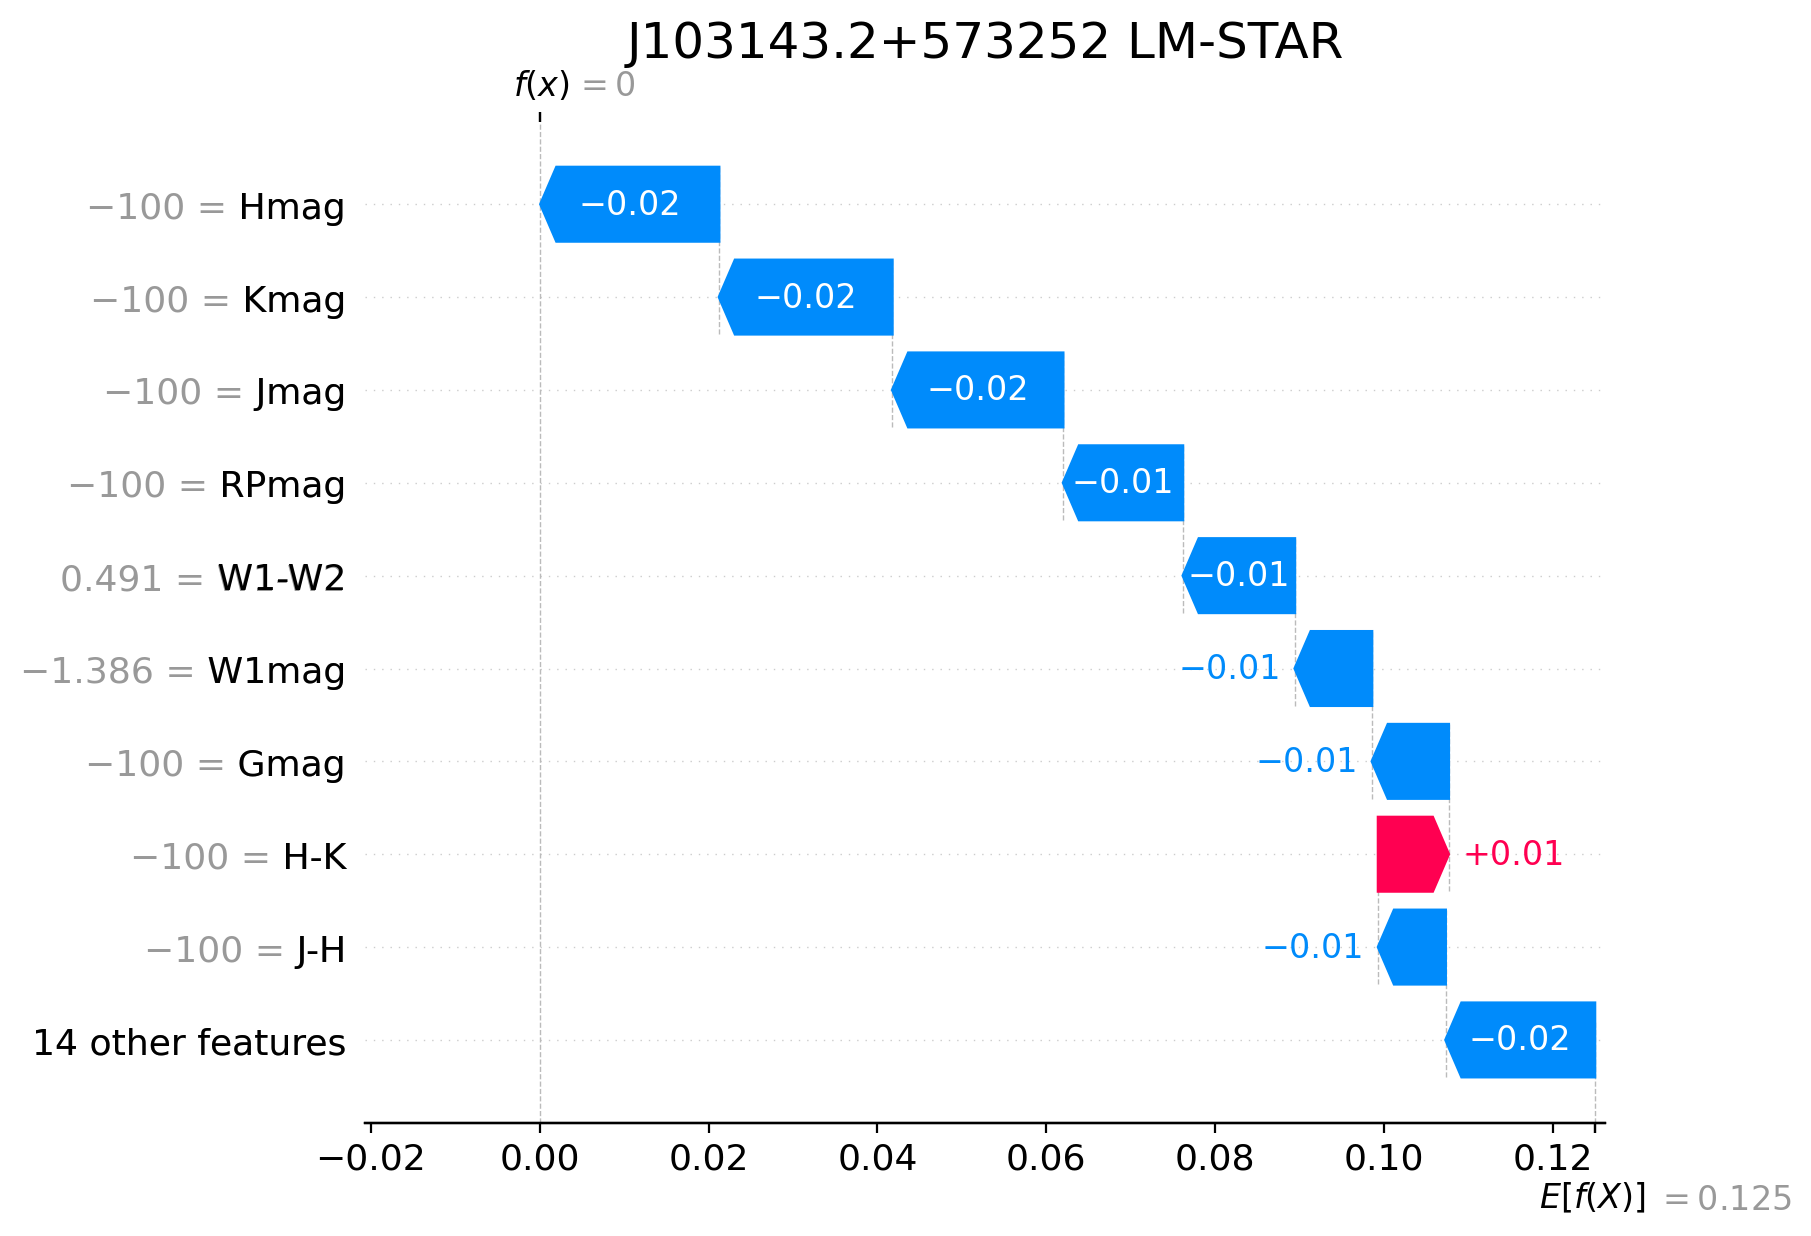 J103143.2+573252 LM-STAR
f(x) = 0
−100 = Hmag
−0.02
−100 = Kmag
−0.02
−100 = Jmag
−0.02
−100 = RPmag
−0.01
0.491 = W1-W2
−0.01
−1.386 = W1mag
−0.01
−100 = Gmag
−0.01
−100 = H-K
+0.01
−100 = J-H
−0.01
14 other features
−0.02
−0.02 0.00 0.02 0.04 0.06 0.08 0.10 0.12
E[f(X)] = 0.125